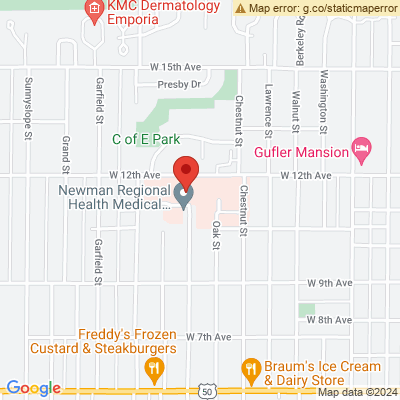 KMC Dermatology
Emporia
Map error: g.co/staticmaperror
W 15th Ave
Presby Dr
Sunnyslope St
Grand St
Garfield St
Chestnut St
Lawrence St
Berkeley Ro
Walnut St
Washington St
C of E Park
Gufler Mansion
W 12th Ave
W 12th Ave
Newman Regional
Health Medical...
Garfield St
Oak St
Chestnut St
W 9th Ave
W 8th Ave
W 7th Ave
Freddy's Frozen
Custard & Steakburgers
Braum's Ice Cream
& Dairy Store
50
Google
Map data ©2024